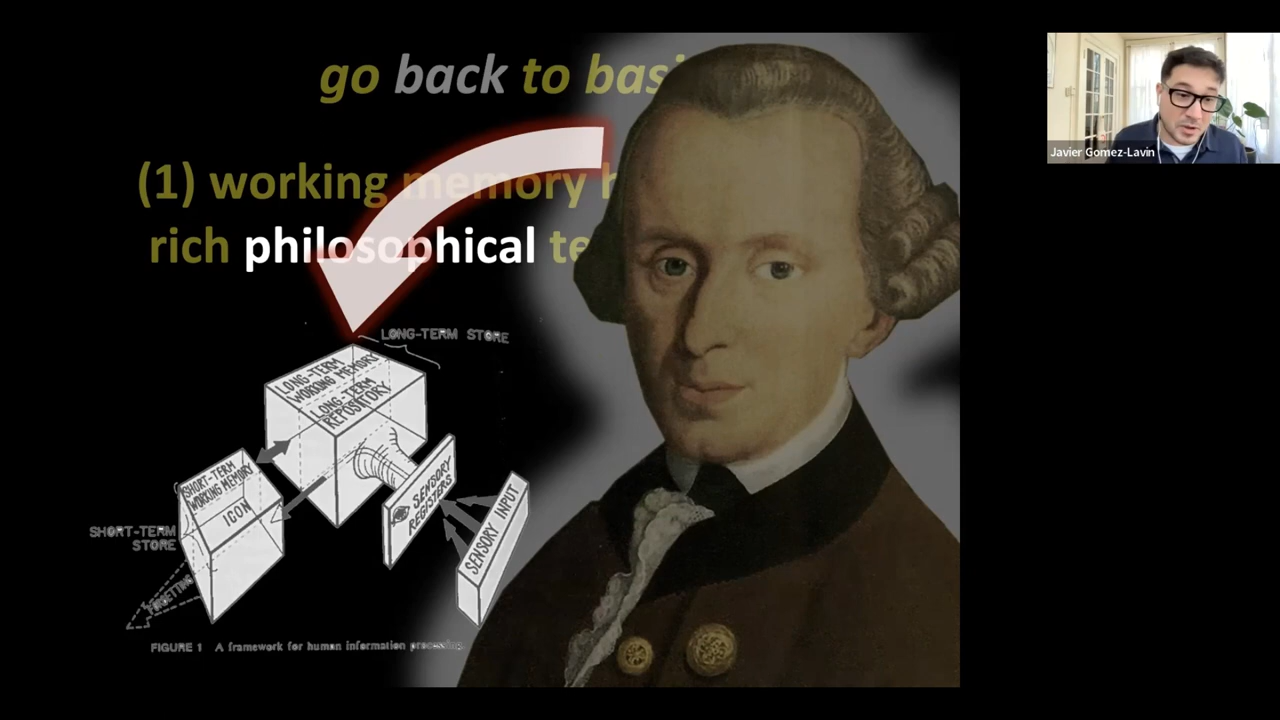 go back to basi
(1) working memory h
rich philosophical te
Javier Gomez-Lavin
LONG-TERM STORE
LONG-TERM
WORKING MEMORY
LONG-TERM
REPOSITORY
SHORT-TERM
WORKING MEMORY
ICON
SENSORY
REGISTERS
SENSORY INPUT
SHORT-TERM
STORE
FORGETTING
FIGURE 1 A framework for human information processing.